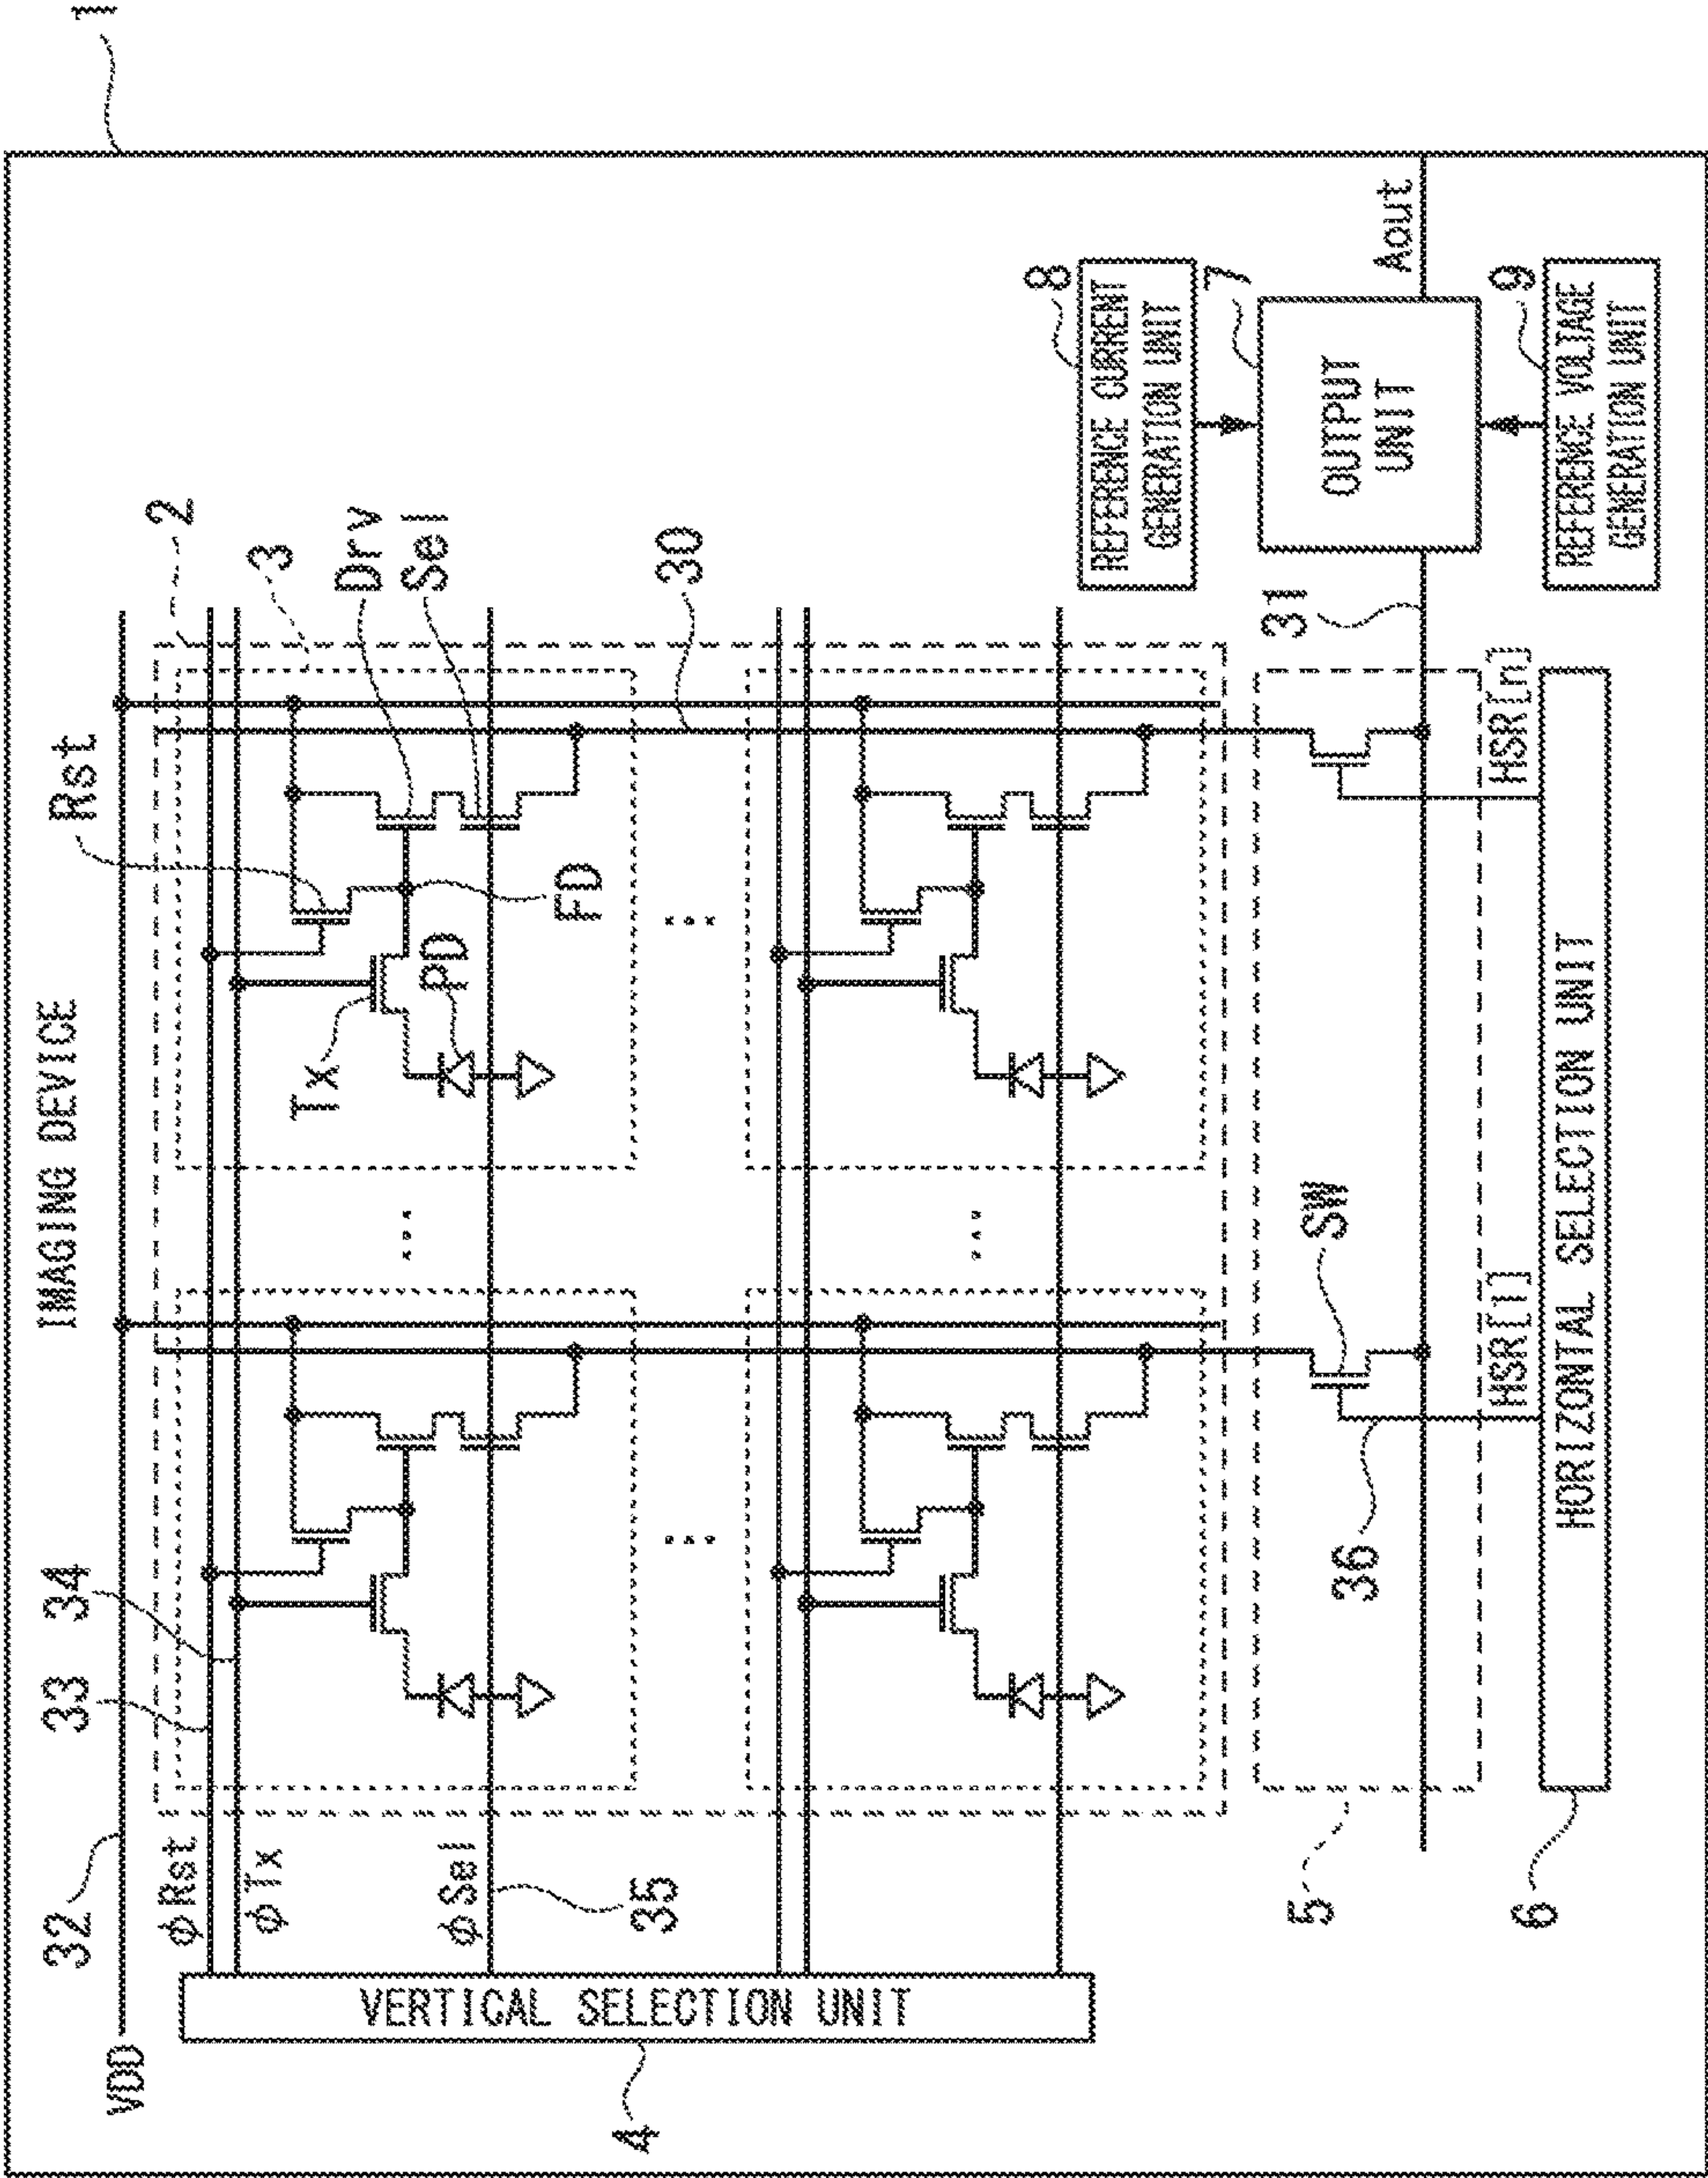 1
IMAGING DEVICE
32
33
34
Rst
2
3
VDD
φRst
φTx
φSel
35
Tx
PD
FD
Drv
Sel
30
...
...
...
...
VERTICAL SELECTION UNIT
4
8
REFERENCE CURRENT
GENERATION UNIT
7
OUTPUT
UNIT
Aout
9
REFERENCE VOLTAGE
GENERATION UNIT
5
36
SW
31
HSR[1]
HSR[n]
6
HORIZONTAL SELECTION UNIT